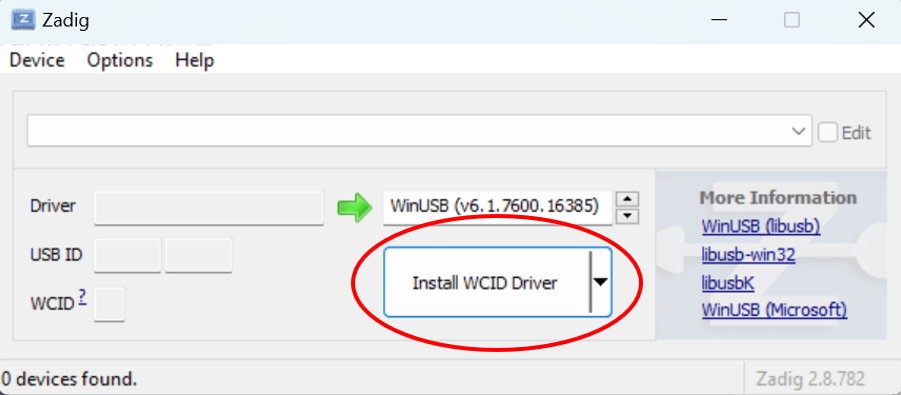 Zadig
Device Options Help
Edit
Driver
WinUSB (v6.1.7600.16385)
USB ID
WCID ?
Install WCID Driver
More Information
WinUSB (libusb)
libusb-win32
libusbK
WinUSB (Microsoft)
0 devices found.
Zadig 2.8.782